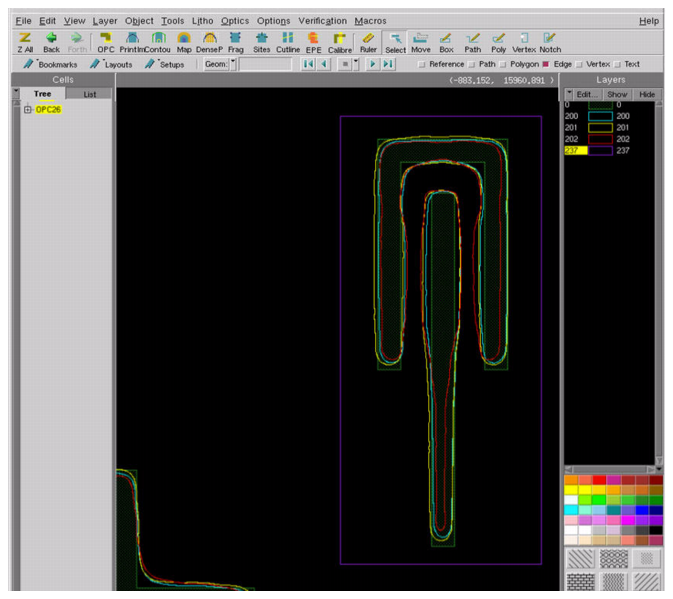 File Edit View Layer Object Tools Litho Optics Options Verification Macros Help
Z All Back Forth OPC PrintIm Contou Map DenseP Frag Sites Cutline EPE Calibre Ruler Select Move Box Path Poly Vertex Notch
Bookmarks Layouts Setups Geom: Reference Path Polygon Edge Vertex Text
Cells (-883.152, 15960.891 ) Layers
Tree List Edit... Show Hide
OPC26
0 0
200 200
201 201
202 202
237 237